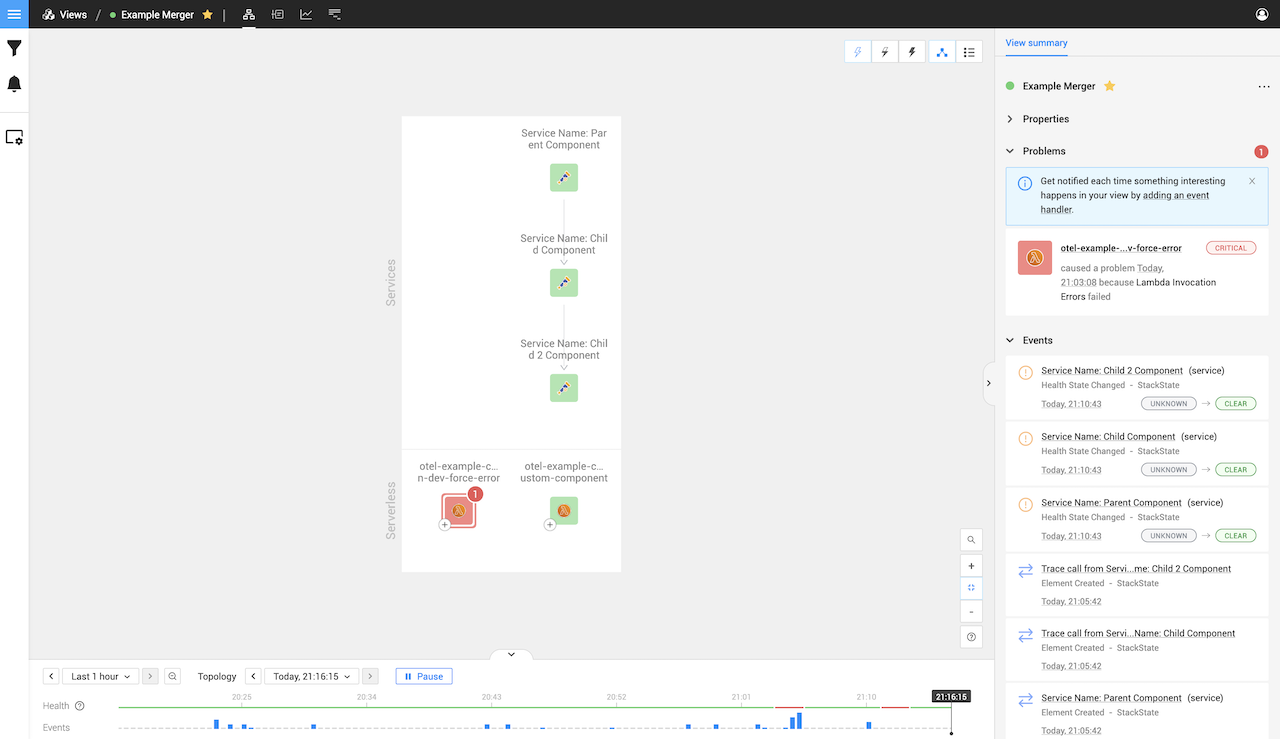 Views / Example Merger
View summary
Example Merger
Properties
Problems
1
Get notified each time something interesting
happens in your view by adding an event
handler.
otel-example-...v-force-error
CRITICAL
caused a problem Today,
21:03:08 because Lambda Invocation
Errors failed
Events
Service Name: Child 2 Component (service)
Health State Changed - StackState
Today, 21:10:43
UNKNOWN
CLEAR
Service Name: Child Component (service)
Health State Changed - StackState
Today, 21:10:43
UNKNOWN
CLEAR
Service Name: Parent Component (service)
Health State Changed - StackState
Today, 21:10:43
UNKNOWN
CLEAR
Trace call from Servi...me: Child 2 Component
Element Created - StackState
Today, 21:05:42
Trace call from Servi...Name: Child Component
Element Created - StackState
Today, 21:05:42
Service Name: Parent Component (service)
Element Created - StackState
Today, 21:05:42
Services
Service Name: Par
ent Component
Service Name: Chil
d Component
Service Name: Chil
d 2 Component
Serverless
otel-example-c...
n-dev-force-error
1
otel-example-c...
ustom-component
Last 1 hour
Topology
Today, 21:16:15
Pause
20:25
20:34
20:43
20:52
21:01
21:10
21:16:15
Health
Events